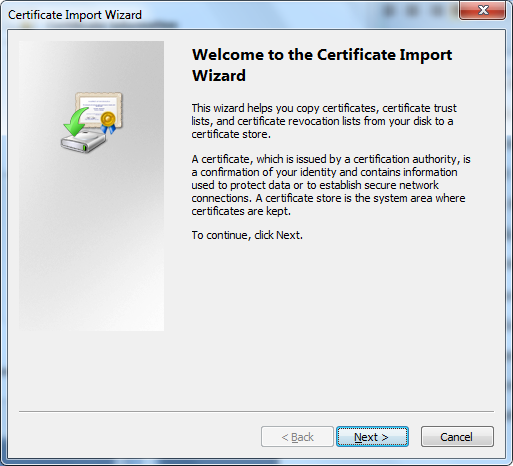 Certificate Import Wizard
Welcome to the Certificate Import
Wizard
This wizard helps you copy certificates, certificate trust
lists, and certificate revocation lists from your disk to a
certificate store.
A certificate, which is issued by a certification authority, is
a confirmation of your identity and contains information
used to protect data or to establish secure network
connections. A certificate store is the system area where
certificates are kept.
To continue, click Next.
< Back
Next >
Cancel